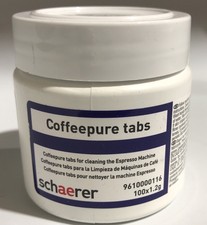 Coffeepure tabs
Coffeepure tabs for cleaning the Espresso Machine
Coffeepure tabs para la Limpieza de Máquinas de Café
Coffeepure tabs pour nettoyer la machine Espresso
schaerer
9610000116
100x1.2g